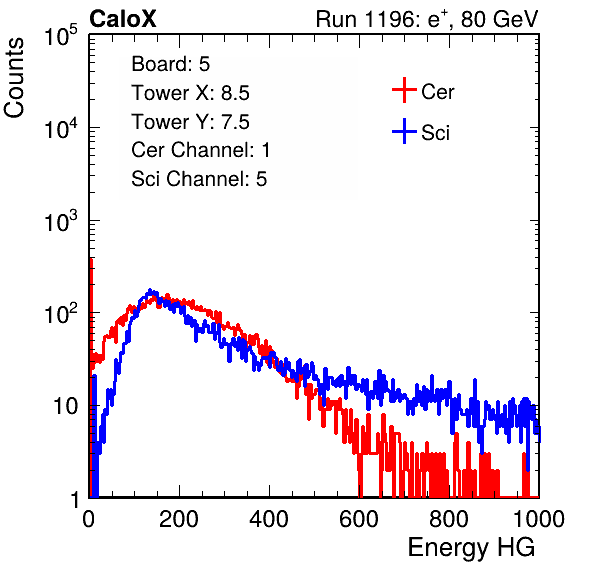 CaloX Run 1196: e⁺, 80 GeV
Counts
10⁵
10⁴
10³
10²
10
1
Board: 5
Tower X: 8.5
Tower Y: 7.5
Cer Channel: 1
Sci Channel: 5
Cer
Sci
0 200 400 600 800 1000
Energy HG